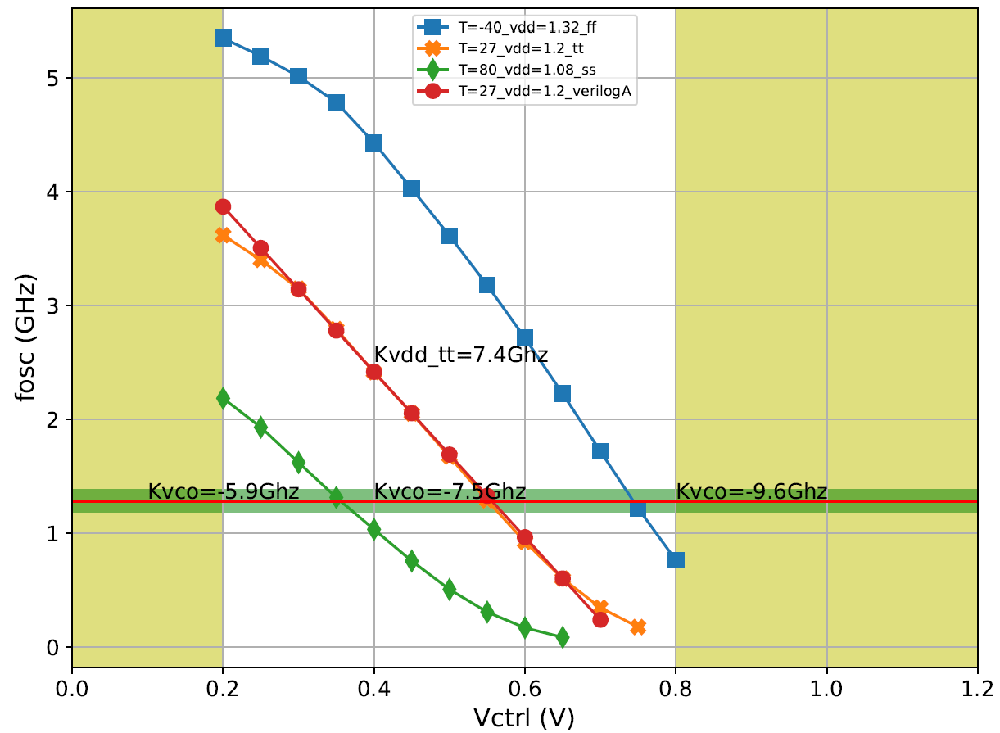 T=-40_vdd=1.32_ff
T=27_vdd=1.2_tt
T=80_vdd=1.08_ss
T=27_vdd=1.2_verilogA
5
4
3
2
1
0
fosc (GHz)
Kvdd_tt=7.4Ghz
Kvco=-5.9Ghz Kvco=-7.5Ghz Kvco=-9.6Ghz
0.0 0.2 0.4 0.6 0.8 1.0 1.2
Vctrl (V)